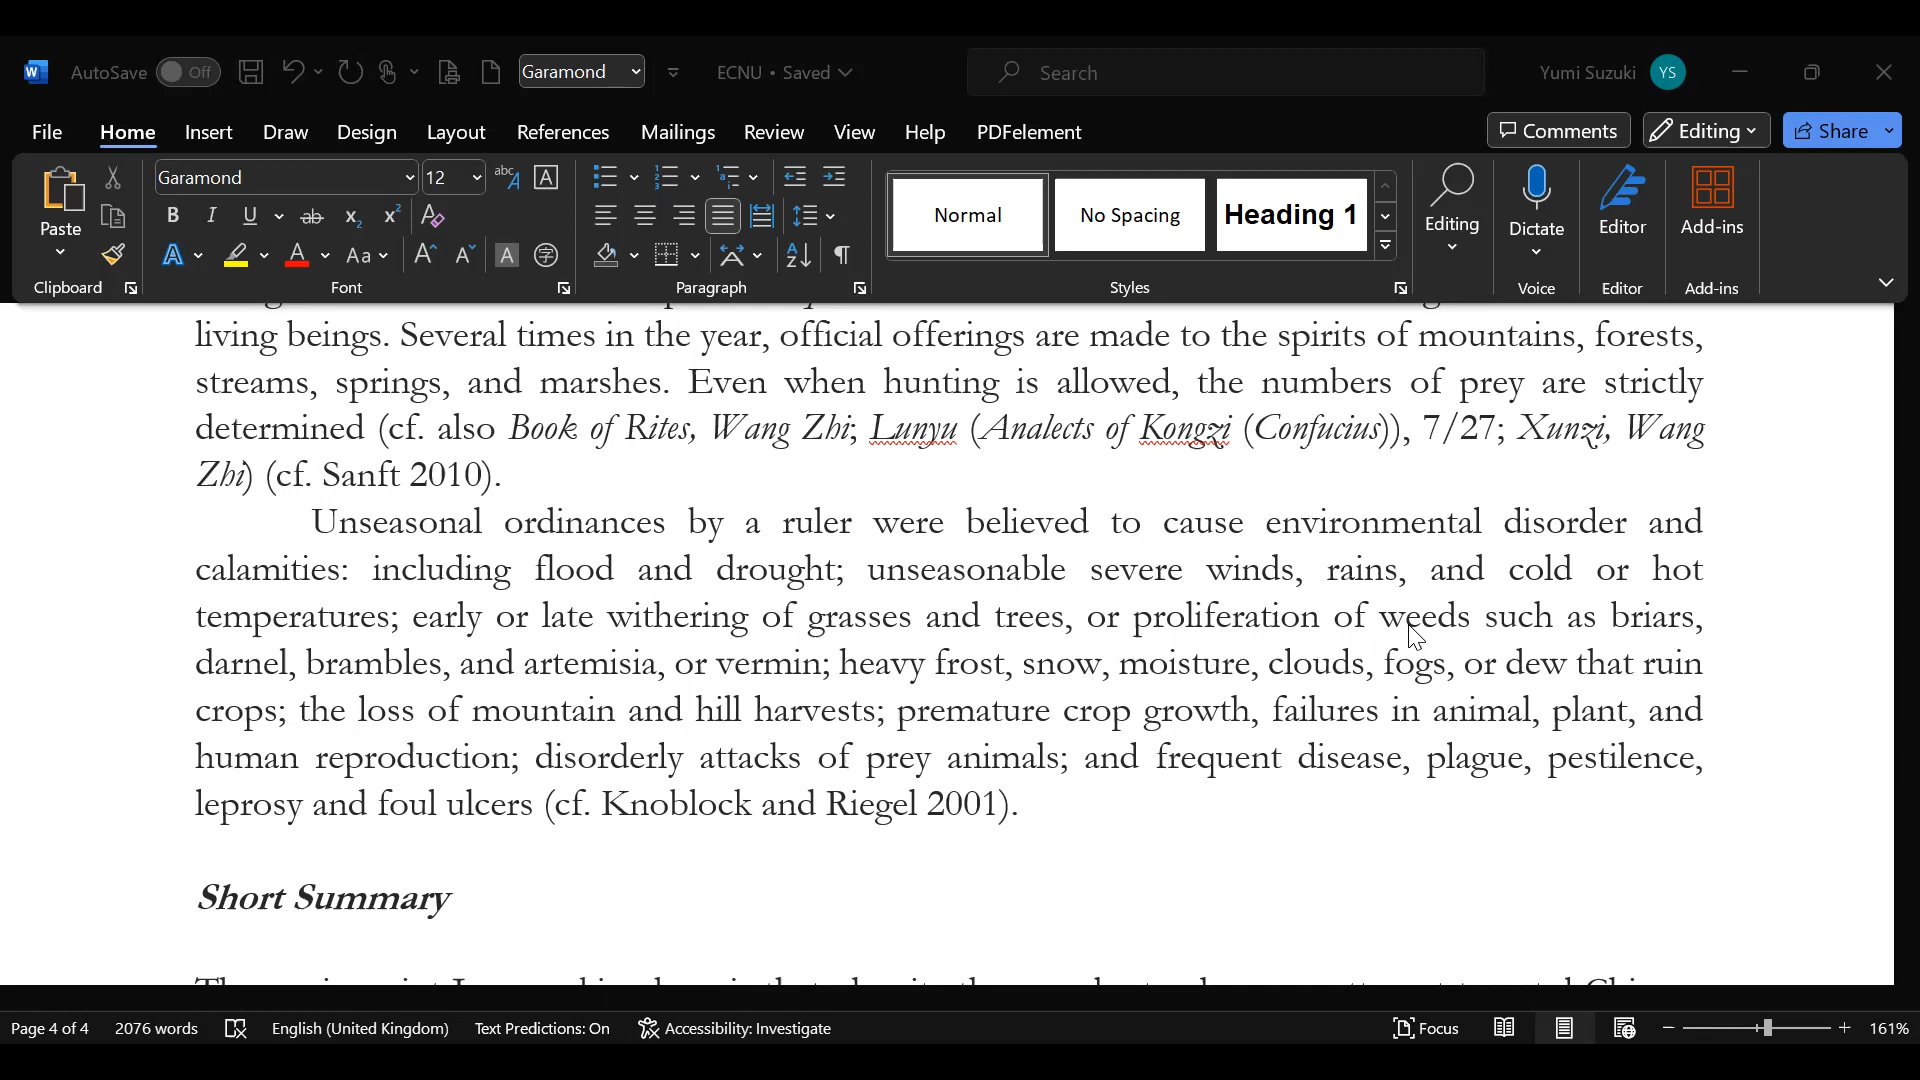 AutoSave Off Garamond ECNU • Saved Search Yumi Suzuki YS
File Home Insert Draw Design Layout References Mailings Review View Help PDFelement Comments Editing Share
Paste Garamond 12 Normal No Spacing Heading 1 Editing Dictate Editor Add-ins
Clipboard Font Paragraph Styles Voice Editor Add-ins
living beings. Several times in the year, official offerings are made to the spirits of mountains, forests,
streams, springs, and marshes. Even when hunting is allowed, the numbers of prey are strictly
determined (cf. also Book of Rites, Wang Zhi; Lunyu (Analects of Kongzi (Confucius)), 7/27; Xunzi, Wang
Zhi) (cf. Sanft 2010).
Unseasonal ordinances by a ruler were believed to cause environmental disorder and
calamities: including flood and drought; unseasonable severe winds, rains, and cold or hot
temperatures; early or late withering of grasses and trees, or proliferation of weeds such as briars,
darnel, brambles, and artemisia, or vermin; heavy frost, snow, moisture, clouds, fogs, or dew that ruin
crops; the loss of mountain and hill harvests; premature crop growth, failures in animal, plant, and
human reproduction; disorderly attacks of prey animals; and frequent disease, plague, pestilence,
leprosy and foul ulcers (cf. Knoblock and Riegel 2001).
Short Summary
Page 4 of 4 2076 words English (United Kingdom) Text Predictions: On Accessibility: Investigate Focus 161%